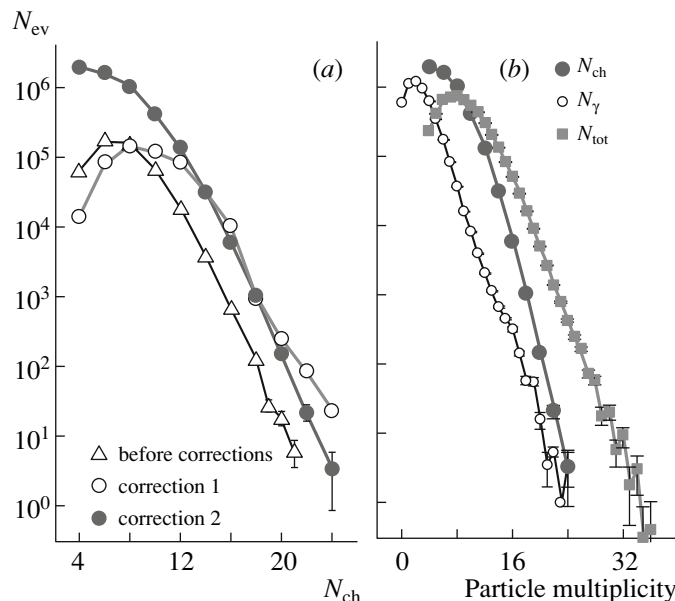 N_ev
(a)
(b)
N_ch
N_γ
N_tot
10^6
10^5
10^4
10^3
10^2
10^1
10^0
before corrections
correction 1
correction 2
4 12 20
N_ch
0 16 32
Particle multiplicity